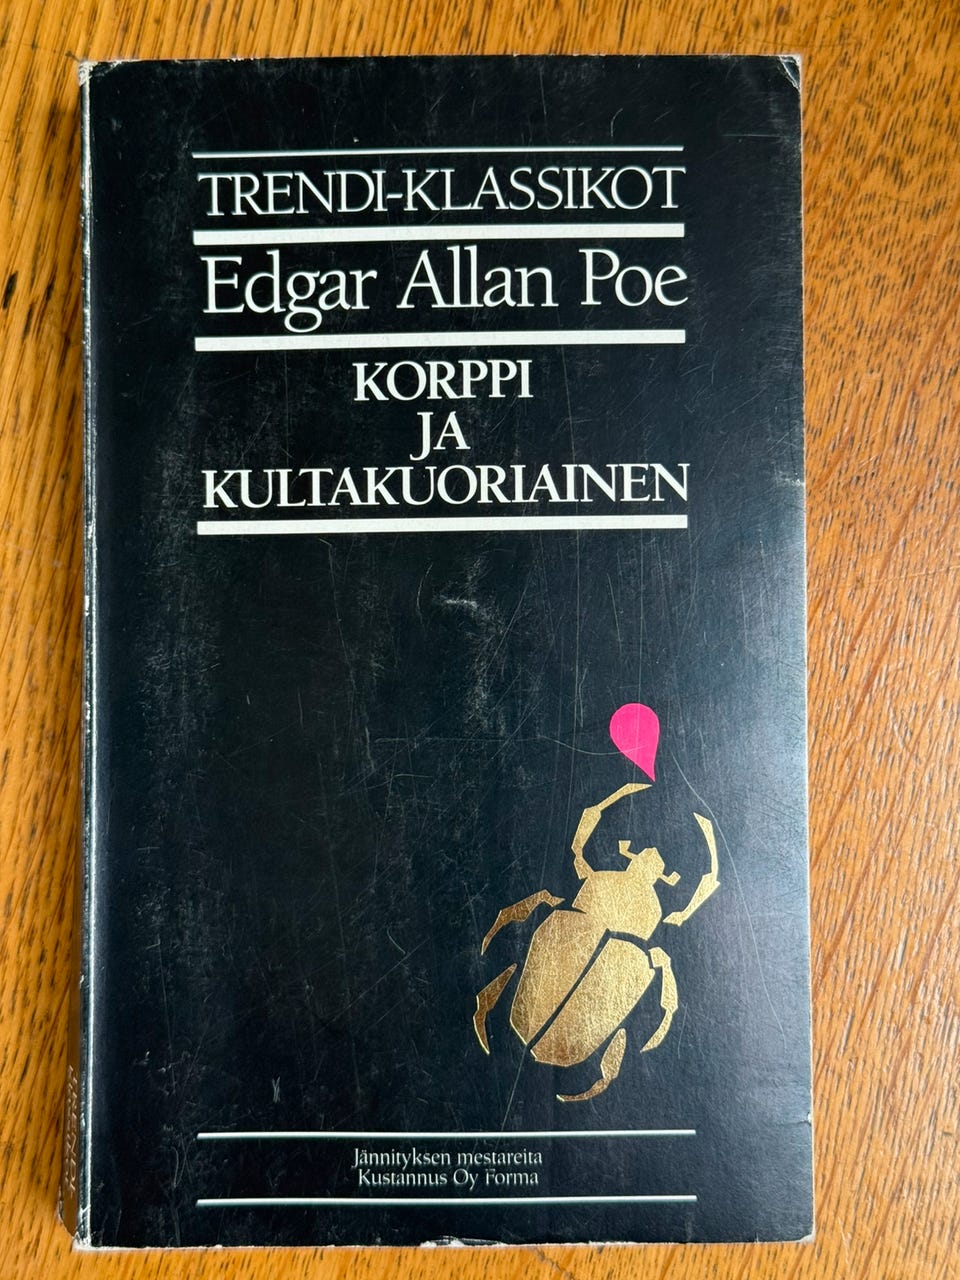 TRENDI-KLASSIKOT
Edgar Allan Poe
KORPPI
JA
KULTAKUORIAINEN
Jännityksen mestareita
Kustannus Oy Forma